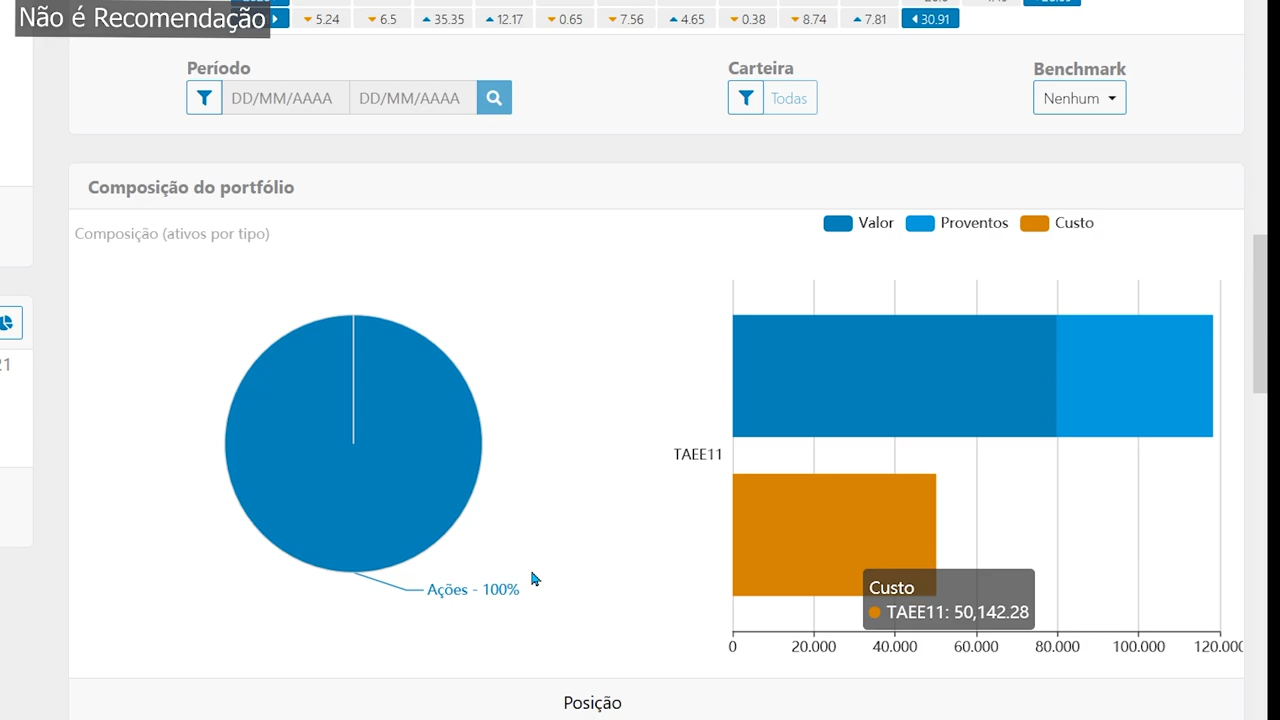 Não é Recomendação
5.24 6.5 35.35 12.17 0.65 7.56 4.65 0.38 8.74 7.81 30.91
Período Carteira Benchmark
DD/MM/AAAA DD/MM/AAAA Todas Nenhum
Composição do portfólio
Valor Proventos Custo
Composição (ativos por tipo)
21
TAEE11
Ações - 100%
Custo
TAEE11: 50,142.28
0 20.000 40.000 60.000 80.000 100.000 120.000
Posição